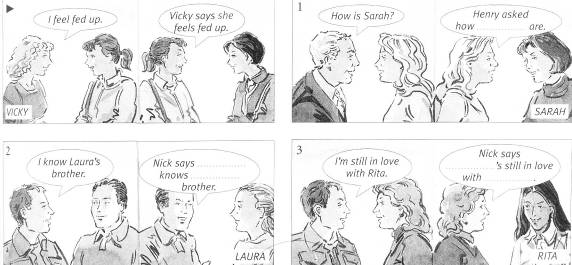 I feel fed up.
Vicky says she
feels fed up.
VICKY
1
How is Sarah?
Henry asked
how ............ are.
SARAH
2
I know Laura's
brother.
Nick says ............
knows ............
brother.
LAURA
3
I'm still in love
with Rita.
Nick says
............ 's still in love
with ............
RITA